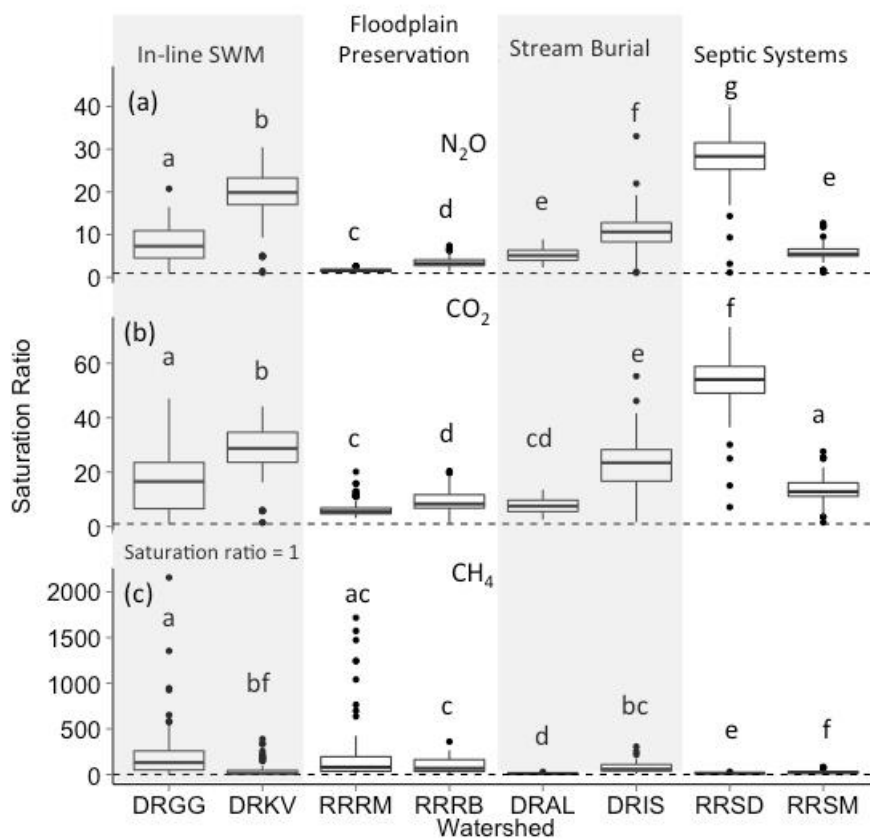 Floodplain
In-line SWM Preservation Stream Burial Septic Systems
(a) N₂O
40
30
20
10
0
a b c d e f g e
(b) CO₂
60
40
20
0
a b c d cd e f a
Saturation Ratio
Saturation ratio = 1
(c) CH₄
2000
1500
1000
500
0
a bf ac c d bc e f
DRGG DRKV RRRM RRRB DRAL DRIS RRSD RRSM
Watershed